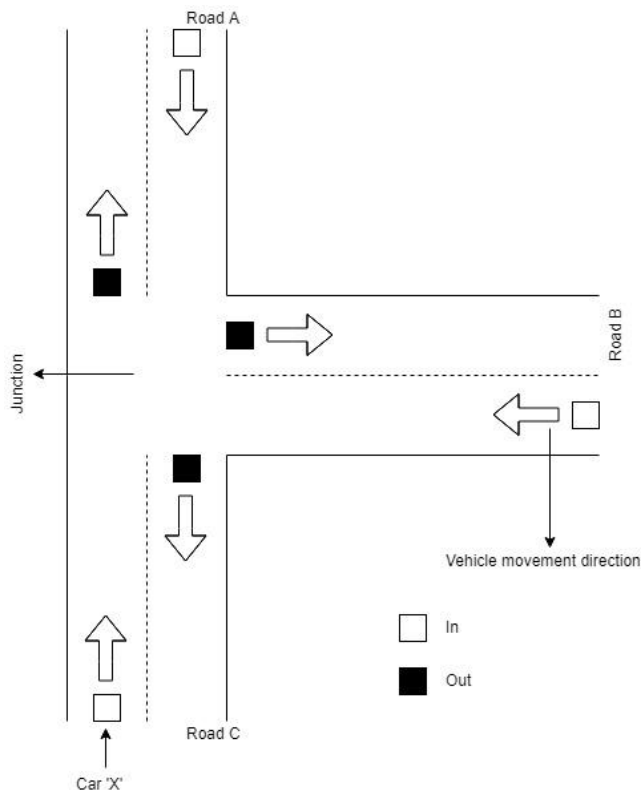 Road A
Road B
Junction
Vehicle movement direction
In
Out
Road C
Car 'X'